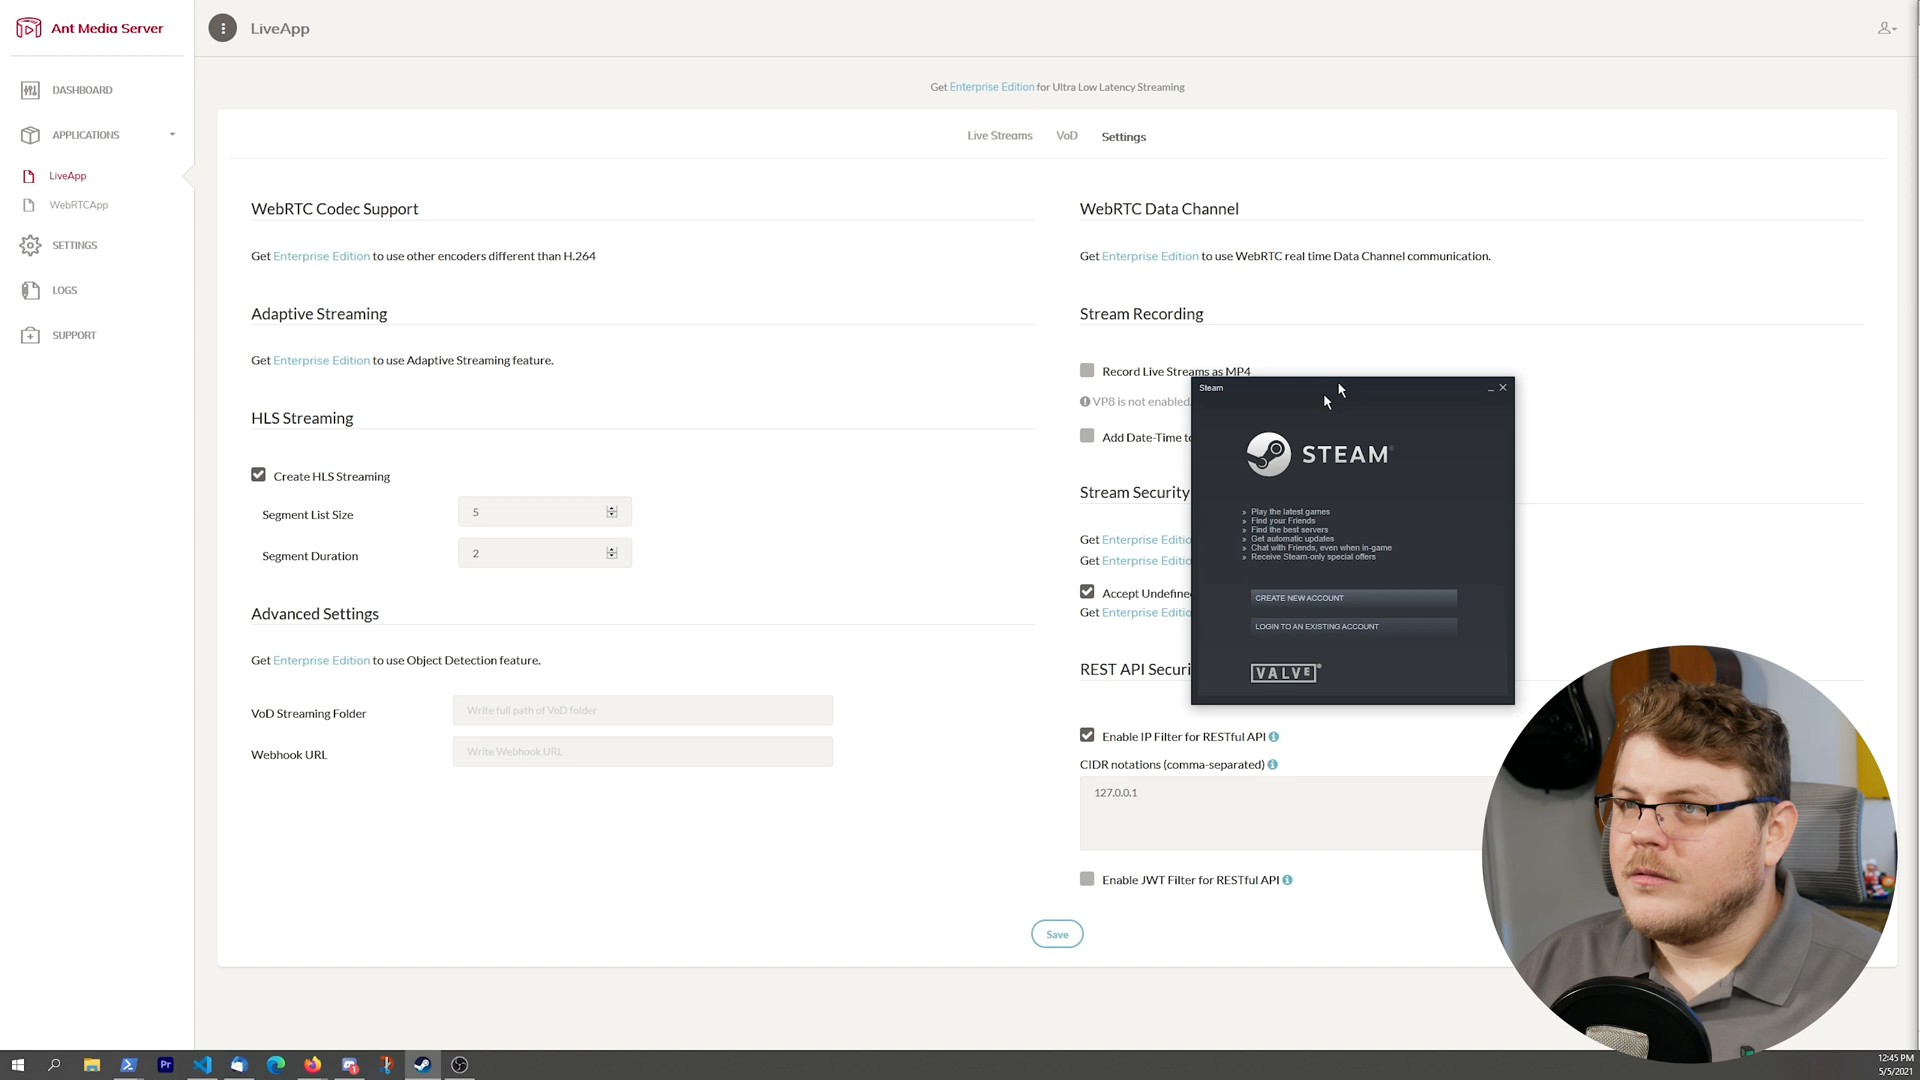 Ant Media Server
LiveApp
DASHBOARD
APPLICATIONS
LiveApp
WebRTCApp
SETTINGS
LOGS
SUPPORT
Get Enterprise Edition for Ultra Low Latency Streaming
Live Streams VoD Settings
WebRTC Codec Support
Get Enterprise Edition to use other encoders different than H.264
Adaptive Streaming
Get Enterprise Edition to use Adaptive Streaming feature.
HLS Streaming
Create HLS Streaming
Segment List Size 5
Segment Duration 2
Advanced Settings
Get Enterprise Edition to use Object Detection feature.
VoD Streaming Folder Write full path of VoD folder
Webhook URL Write Webhook URL
WebRTC Data Channel
Get Enterprise Edition to use WebRTC real time Data Channel communication.
Stream Recording
Record Live Streams as MP4
VP8 is not enabled.
Add Date-Time to
Stream Security
Get Enterprise
Get Enterprise
Accept Undefined
Get Enterprise
REST API
Enable IP Filter for RESTful API
CIDR notations (comma-separated)
127.0.0.1
Enable JWT Filter for RESTful API
Save
Steam
STEAM
» Play the latest games
» Find your Friends
» Find the best servers
» Get automatic updates
» Chat with Friends, even when in-game
» Receive Steam-only special offers
CREATE NEW ACCOUNT
LOGIN TO AN EXISTING ACCOUNT
VALVE®
Pr
1
12:45 PM
5/5/2021